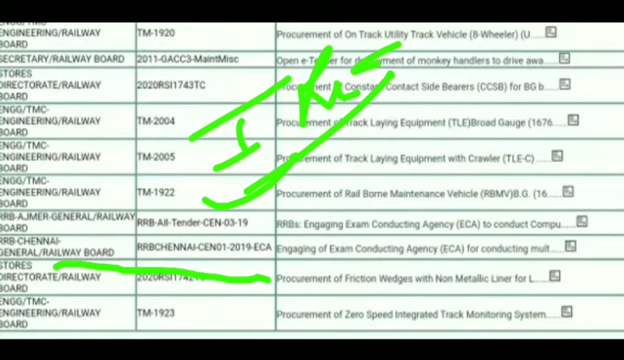 ENGINEERING/RAILWAY BOARD TM-1920 Procurement of On Track Utility Track Vehicle (8-Wheeler) (U...
SECRETARY/RAILWAY BOARD 2011-GACC3-MaintMisc Open e-Tender for of monkey handlers to drive awa
STORES DIRECTORATE/RAILWAY BOARD 2020RSI1743TC of Constant Contact Side Bearers (CCSB) for BG b
ENGG/TMC-ENGINEERING/RAILWAY BOARD TM-2004 Procurement of Track Laying Equipment (TLE)Broad Gauge (1676
ENGG/TMC-ENGINEERING/RAILWAY BOARD TM-2005 of Track Laying Equipment with Crawler (TLE-C)
ENGG/TMC-ENGINEERING/RAILWAY BOARD TM-1922 Procurement of Rail Borne Maintenance Vehicle (RBMV)B.G. (16
RRB-AJMER-GENERAL/RAILWAY BOARD RRB-All-Tender-CEN-03-19 RRBs: Engaging Exam Conducting Agency (ECA) to conduct Compu
RRB-CHENNAI-GENERAL/RAILWAY BOARD RRBCHENNAI-CEN01-2019-ECA Engaging of Exam Conducting Agency (ECA) for conducting mult
STORES DIRECTORATE/RAILWAY BOARD Procurement of Friction Wedges with Non Metallic Liner for L...
ENGG/TMC-ENGINEERING/RAILWAY BOARD TM-1923 Procurement of Zero Speed Integrated Track Monitoring System...